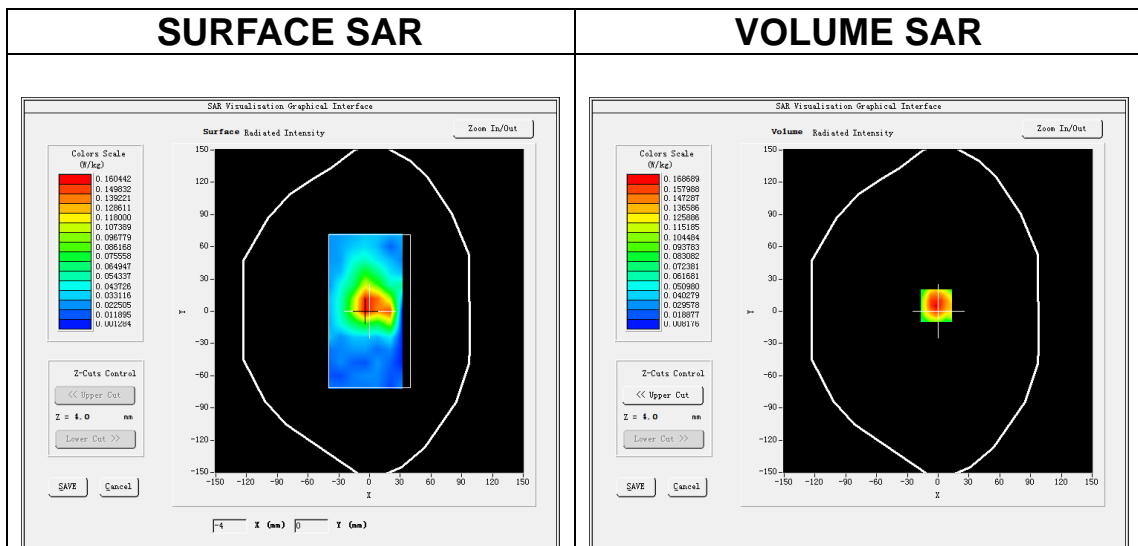 SURFACE SAR
VOLUME SAR
SAR Visualisation Graphical Interface
Surface Radiated Intensity
Zoom In/Out
Colors Scale
(W/kg)
0.160442
0.149832
0.139221
0.128611
0.118000
0.107389
0.096779
0.086168
0.075558
0.064947
0.054337
0.043726
0.033116
0.022505
0.011895
0.001284
150
120
90
60
30
0
-30
-60
-90
-120
-150
Y
-150 -120 -90 -60 -30 0 30 60 90 120 150
X
Z-Cuts Control
<< Upper Cut
Z = 4.0 mm
Lower Cut >>
SAVE Cancel
-4 X (mm) 0 Y (mm)
SAR Visualisation Graphical Interface
Volume Radiated Intensity
Zoom In/Out
Colors Scale
(W/kg)
0.168689
0.157988
0.147287
0.136586
0.125886
0.115185
0.104484
0.093783
0.083082
0.072381
0.061681
0.050980
0.040279
0.029578
0.018877
0.008176
150
120
90
60
30
0
-30
-60
-90
-120
-150
Y
-150 -120 -90 -60 -30 0 30 60 90 120 150
X
Z-Cuts Control
<< Upper Cut
Z = 4.0 mm
Lower Cut >>
SAVE Cancel